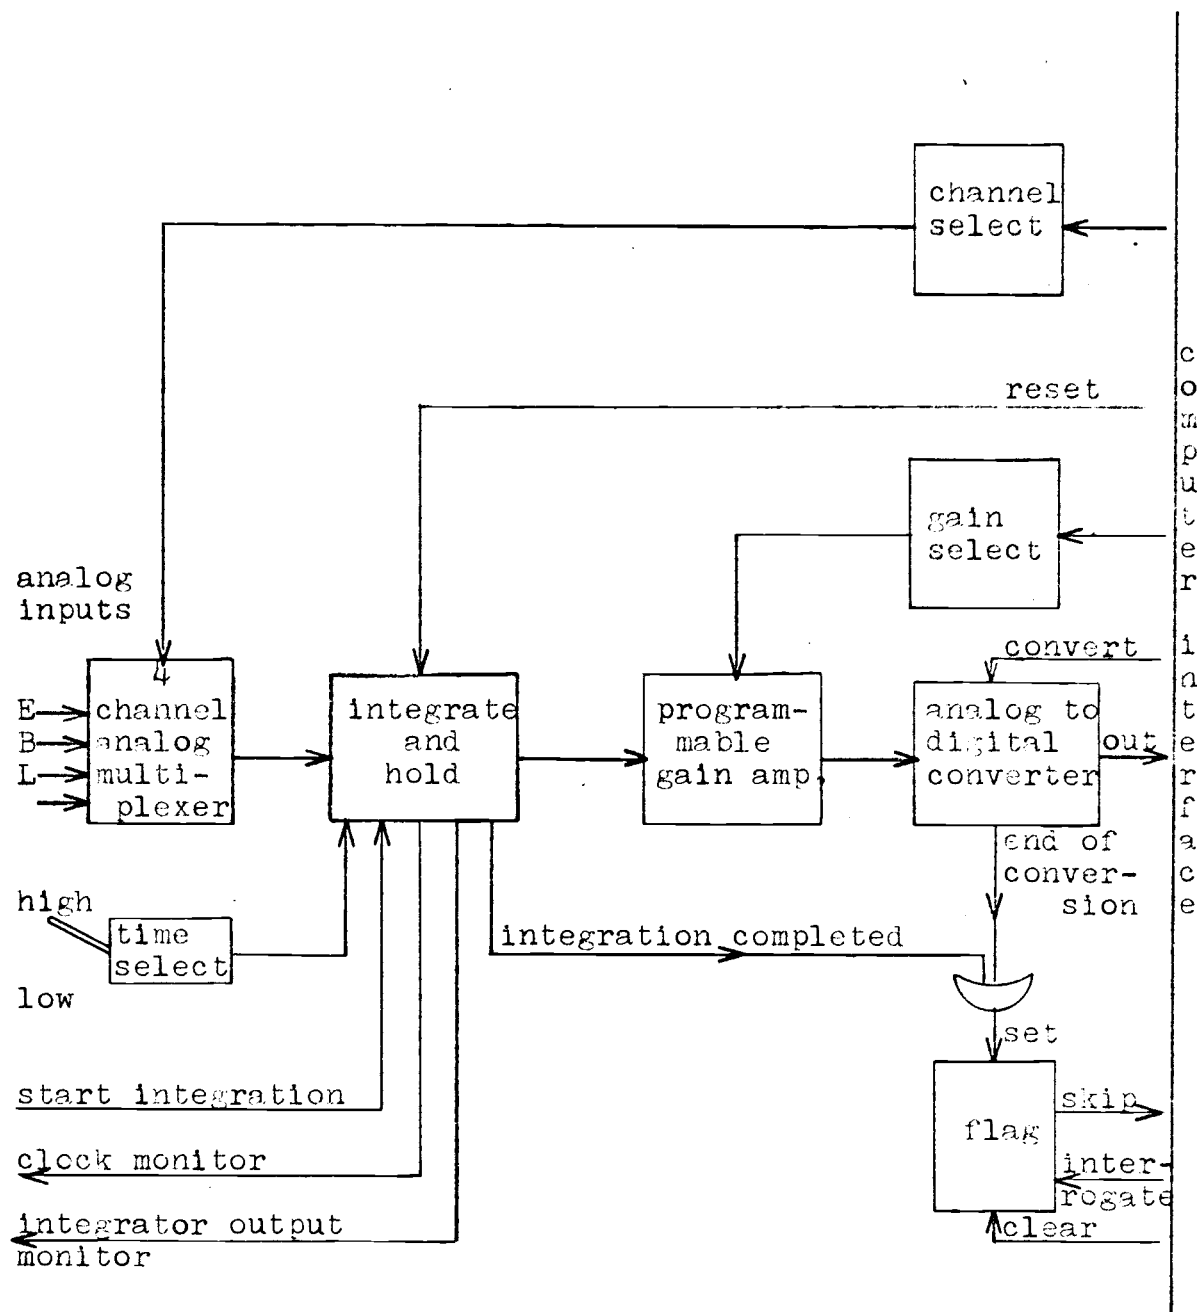 channel
select
reset
gain
select
analog
inputs
convert
4
channel
analog
multi-
plexer
E
B
L
integrate
and
hold
program-
mable
gain amp.
analog to
digital
converter
out
end of
conver-
sion
high
time
select
low
integration completed
set
start integration
skip
flag
clock monitor
inter-
rogate
integrator output
monitor
clear
computer interface